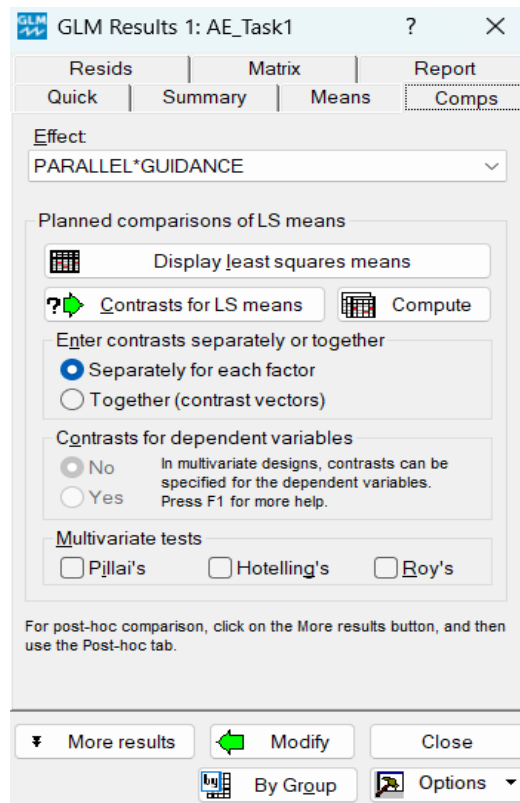 GLM
GLM Results 1: AE_Task1 ? ×
Resids Matrix Report
Quick Summary Means Comps
Effect:
PARALLEL*GUIDANCE
Planned comparisons of LS means
Display least squares means
? Contrasts for LS means Compute
Enter contrasts separately or together
Separately for each factor
Together (contrast vectors)
Contrasts for dependent variables
No
Yes
In multivariate designs, contrasts can be
specified for the dependent variables.
Press F1 for more help.
Multivariate tests
Pillai's Hotelling's Roy's
For post-hoc comparison, click on the More results button, and then
use the Post-hoc tab.
More results Modify Close
by By Group Options